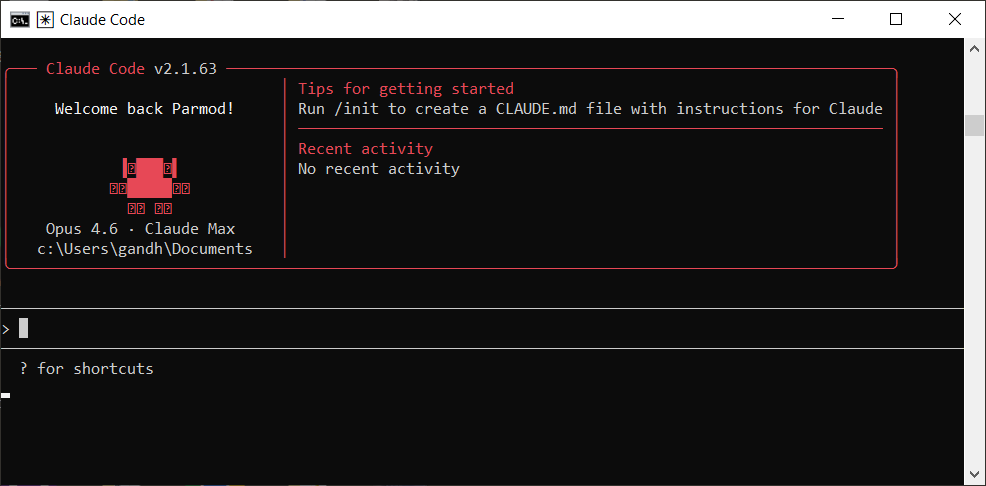 Claude Code
Claude Code v2.1.63
Welcome back Parmod!
Opus 4.6 · Claude Max
c:\Users\gandh\Documents
Tips for getting started
Run /init to create a CLAUDE.md file with instructions for Claude
Recent activity
No recent activity
>
? for shortcuts